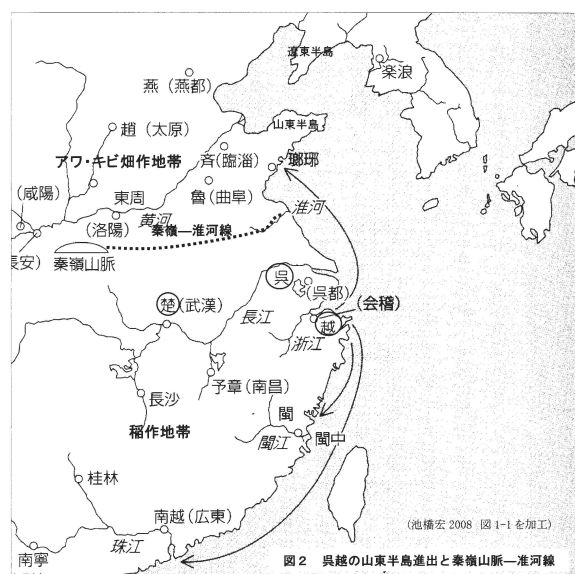 遼東半島
楽浪
燕（燕都）
山東半島
趙（太原）
斉(臨淄)
瑯琊
アワ・キビ畑作地帯
魯(曲阜)
(咸陽)
東周
(洛陽)
黄河
淮河
秦嶺―淮河線
長安)
秦嶺山脈
呉
(呉都)
楚(武漢)
(会稽)
長江
越
浙江
予章(南昌)
長沙
閩
稲作地帯
閩江
閩中
桂林
(池橋宏 2008 図1-1を加工)
南越(広東)
珠江
南寧
図２ 呉越の山東半島進出と秦嶺山脈―淮河線